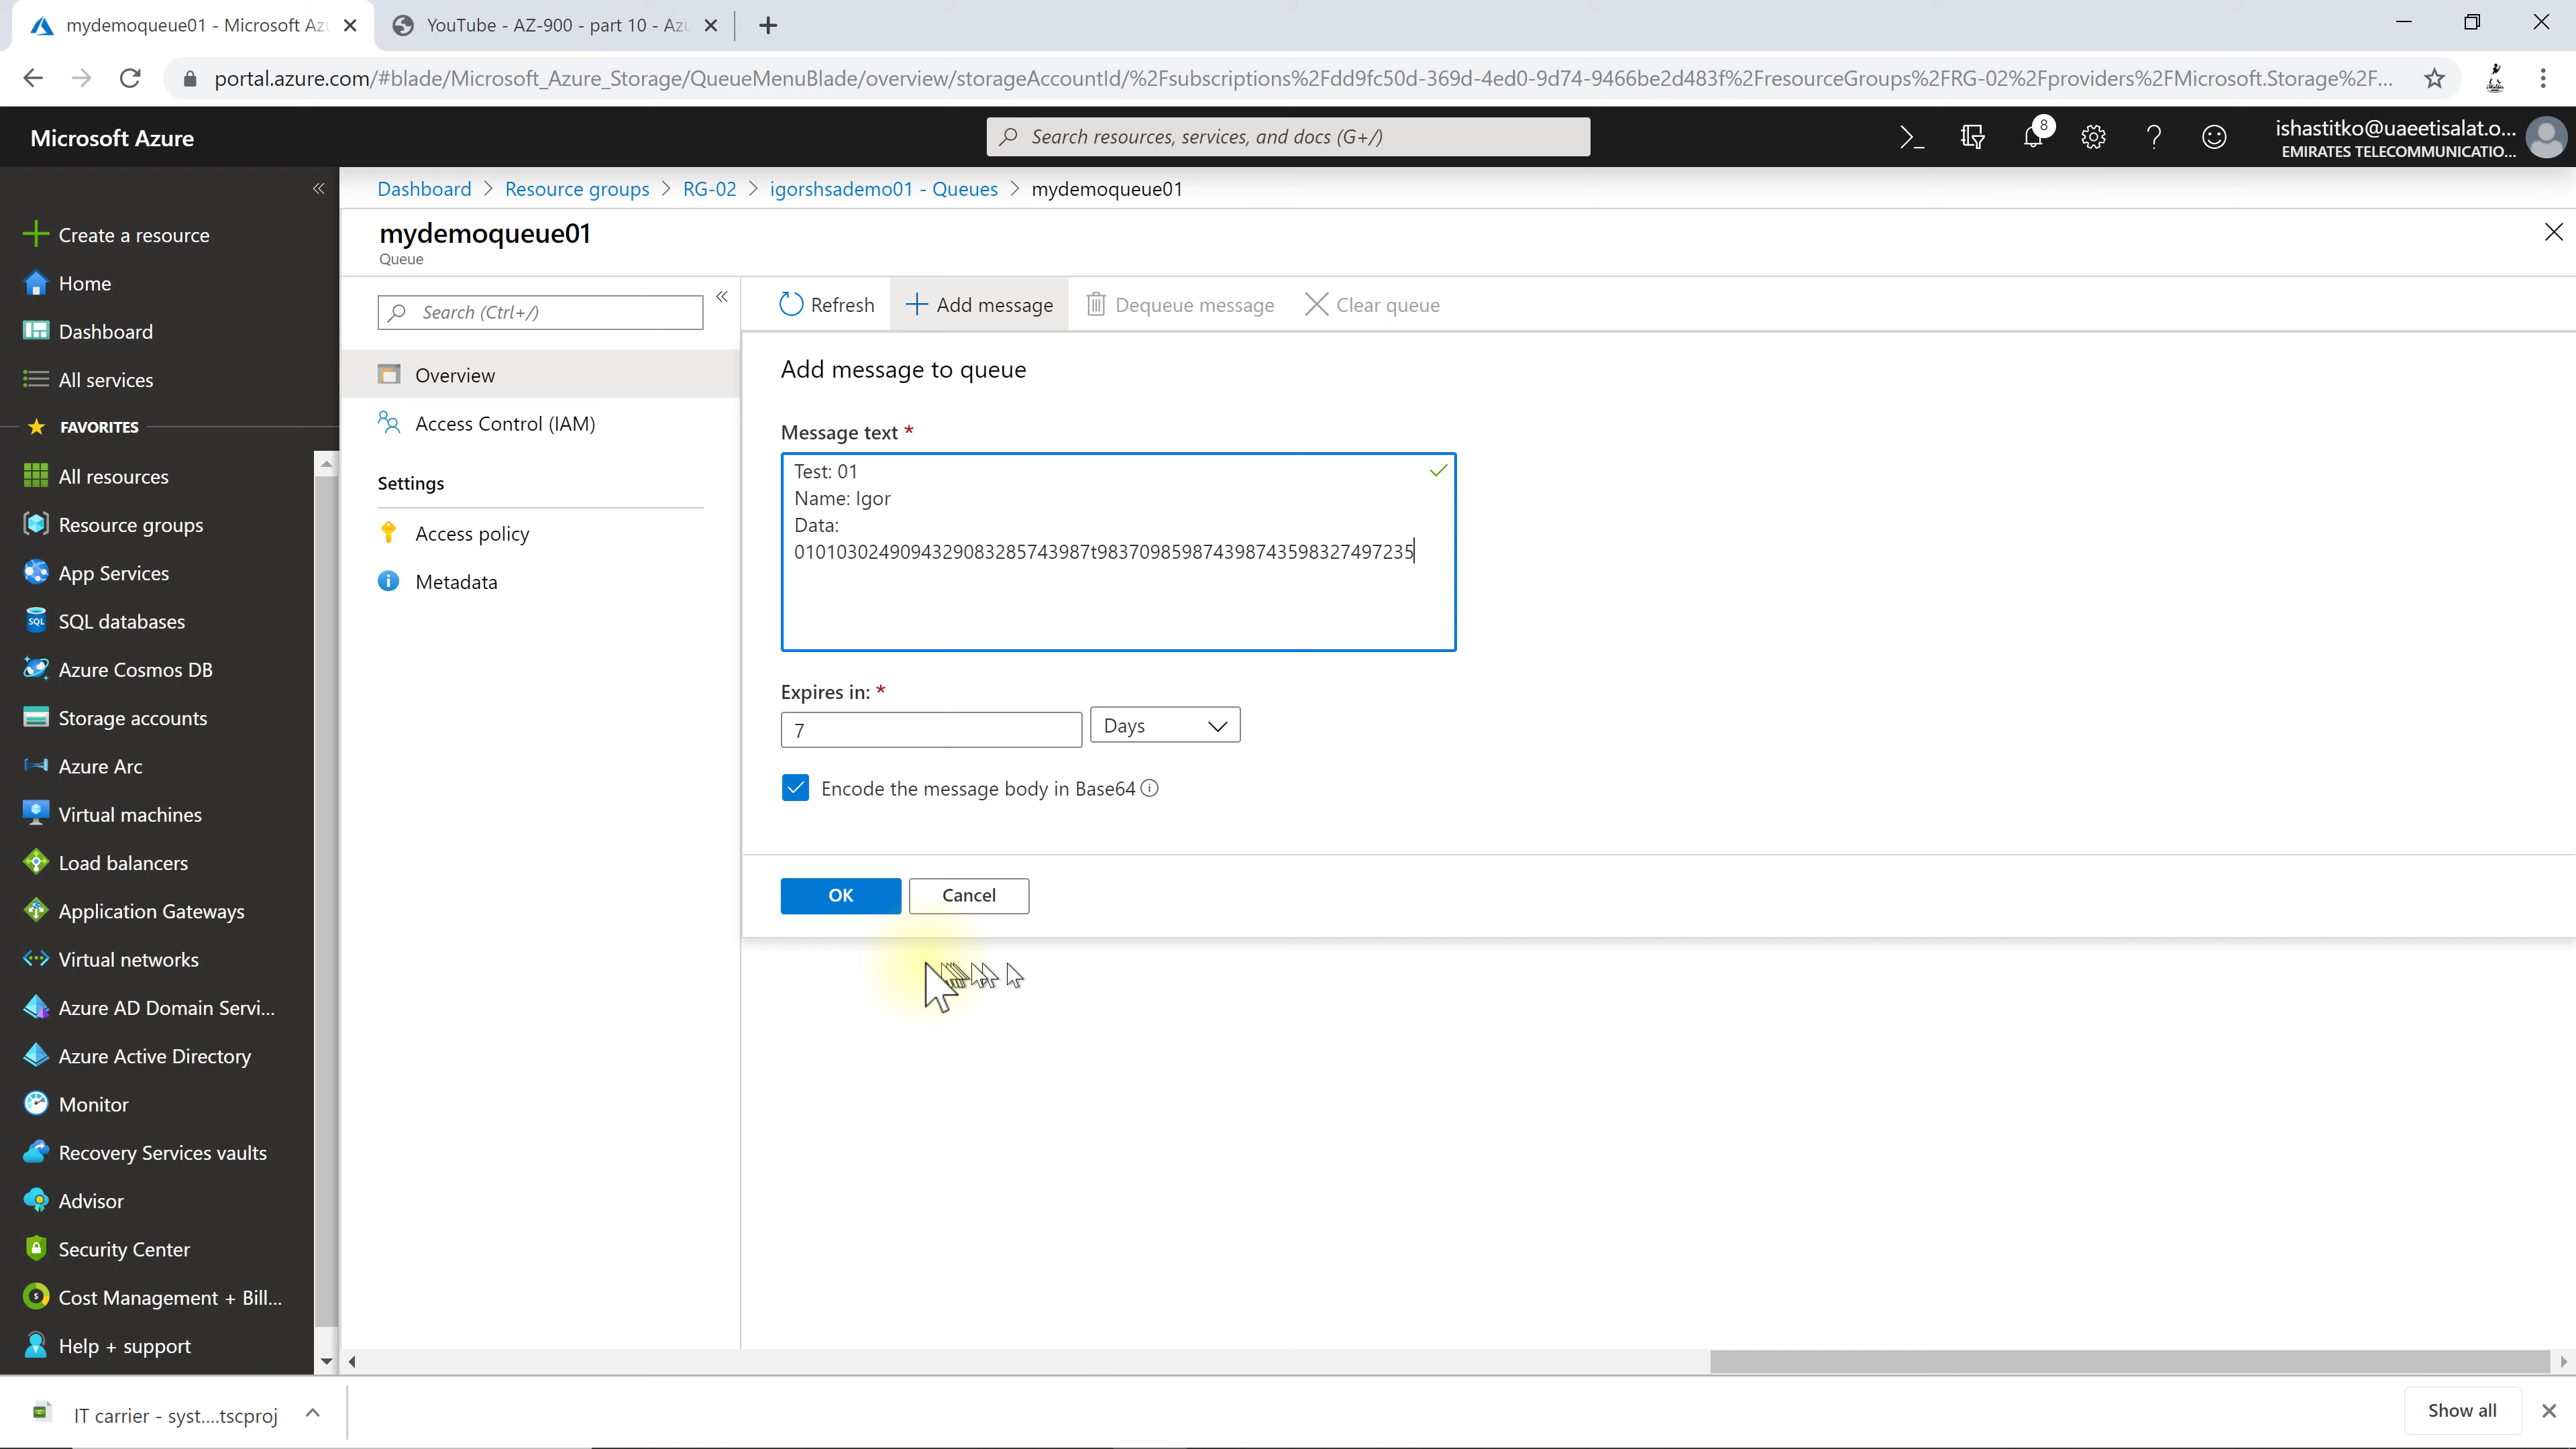 mydemoqueue01 - Microsoft Az
YouTube - AZ-900 - part 10 - Az
portal.azure.com/#blade/Microsoft_Azure_Storage/QueueMenuBlade/overview/storageAccountId/%2Fsubscriptions%2Fdd9fc50d-369d-4ed0-9d74-9466be2d483f%2FresourceGroups%2FRG-02%2Fproviders%2FMicrosoft.Storage%2F...
Microsoft Azure
Search resources, services, and docs (G+/)
8
ishastitko@uaeetisalat.o...
EMIRATES TELECOMMUNICATIO...
Dashboard > Resource groups > RG-02 > igorshsademo01 - Queues > mydemoqueue01
Create a resource
Home
Dashboard
All services
FAVORITES
All resources
Resource groups
App Services
SQL databases
Azure Cosmos DB
Storage accounts
Azure Arc
Virtual machines
Load balancers
Application Gateways
Virtual networks
Azure AD Domain Servi...
Azure Active Directory
Monitor
Recovery Services vaults
Advisor
Security Center
Cost Management + Bill...
Help + support
mydemoqueue01
Queue
Search (Ctrl+/)
Overview
Access Control (IAM)
Settings
Access policy
Metadata
Refresh
Add message
Dequeue message
Clear queue
Add message to queue
Message text *
Test: 01
Name: Igor
Data:
0101030249094329083285743987t98370985987439874359832749723​5
Expires in: *
7
Days
Encode the message body in Base64
OK
Cancel
IT carrier - syst....tscproj
Show all